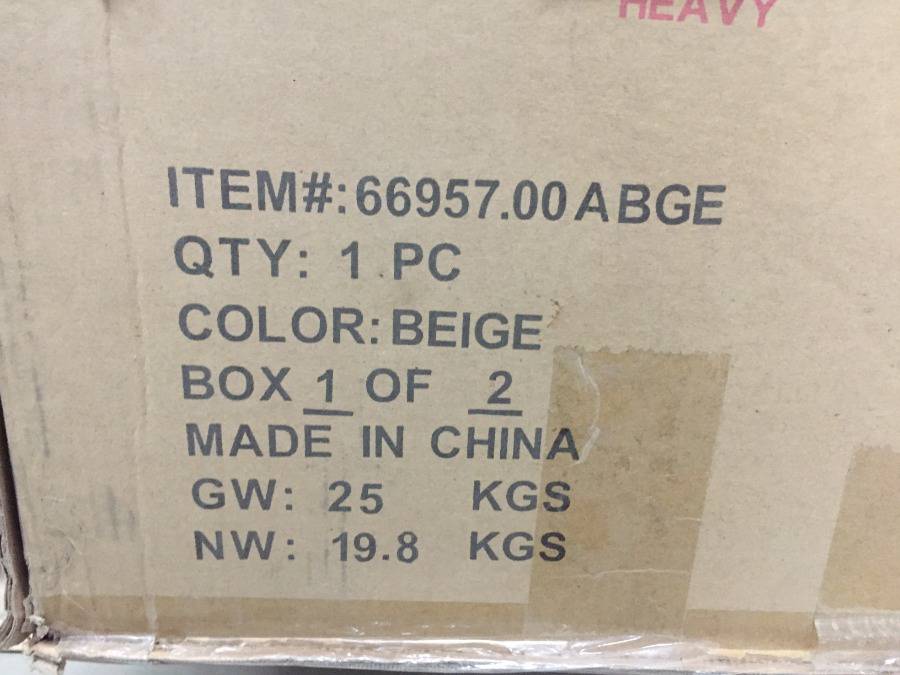 HEAVY
ITEM#:66957.00ABGE
QTY: 1 PC
COLOR:BEIGE
BOX 1 OF 2
MADE IN CHINA
GW: 25 KGS
NW: 19.8 KGS